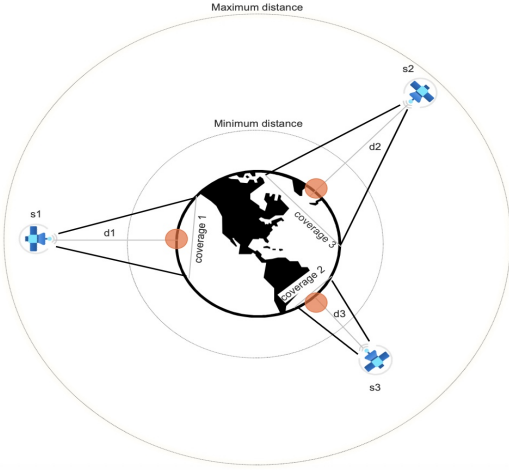 Maximum distance
s2
Minimum distance
d2
s1
d1
coverage 1
coverage 3
coverage 2
d3
s3